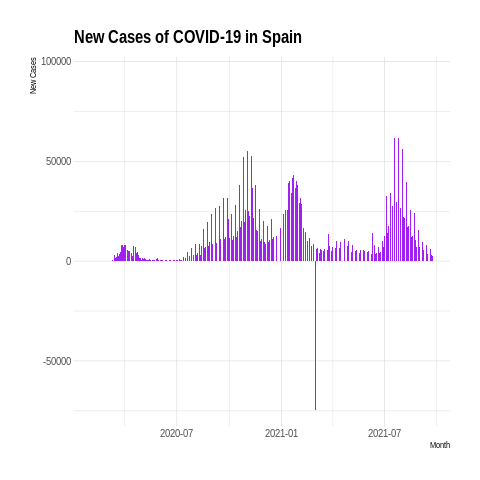 New Cases of COVID-19 in Spain
New Cases
100000
50000
0
-50000
2020-07
2021-01
2021-07
Month